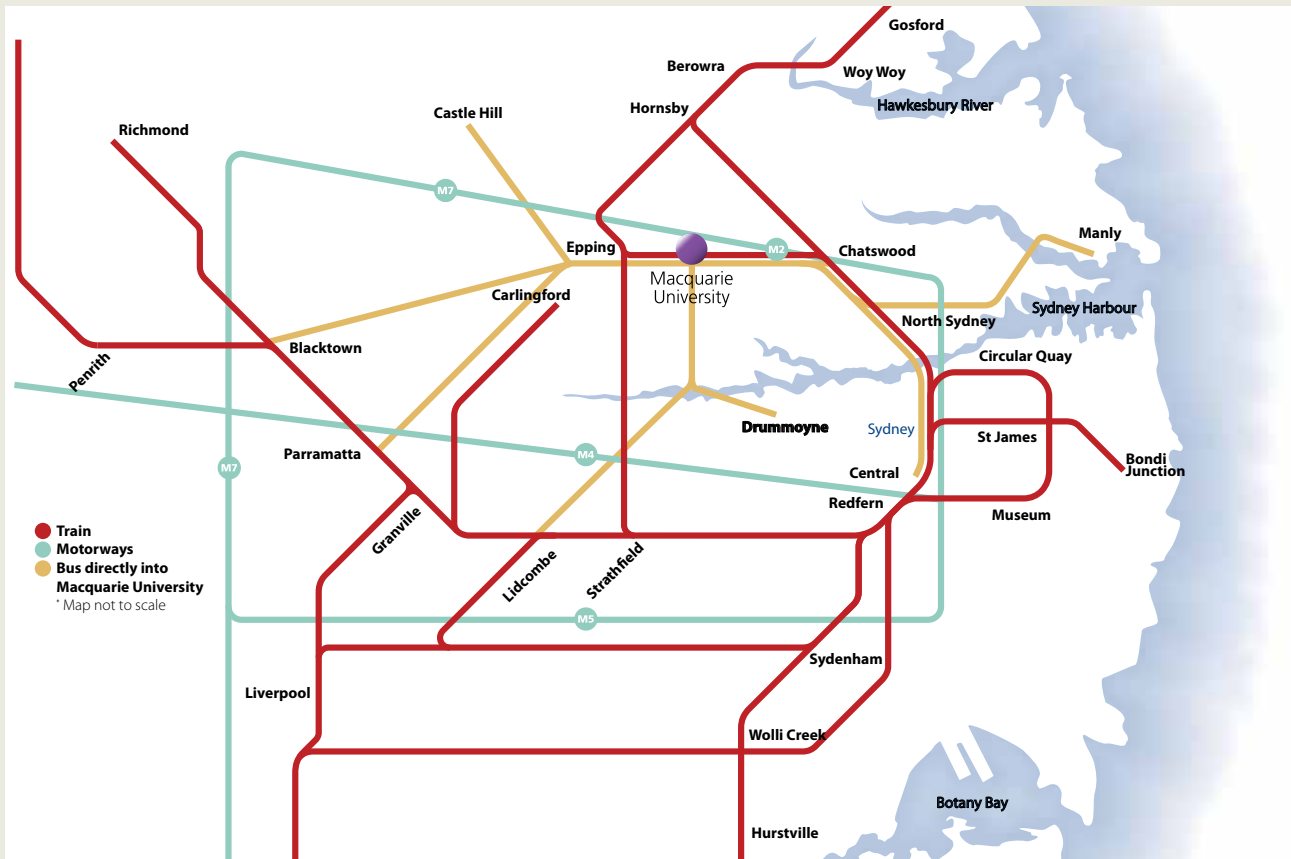 Gosford
Berowra
Woy Woy
Hornsby
Hawkesbury River
Castle Hill
Richmond
M7
Manly
Epping
M2
Chatswood
Macquarie
University
Carlingford
Sydney Harbour
North Sydney
Blacktown
Circular Quay
Penrith
Drummoyne
Sydney
St James
Parramatta
M4
Bondi
Junction
M7
Central
Redfern
Museum
Granville
Lidcombe
Strathfield
Train
Motorways
Bus directly into
Macquarie University
* Map not to scale
M5
Sydenham
Liverpool
Wolli Creek
Botany Bay
Hurstville